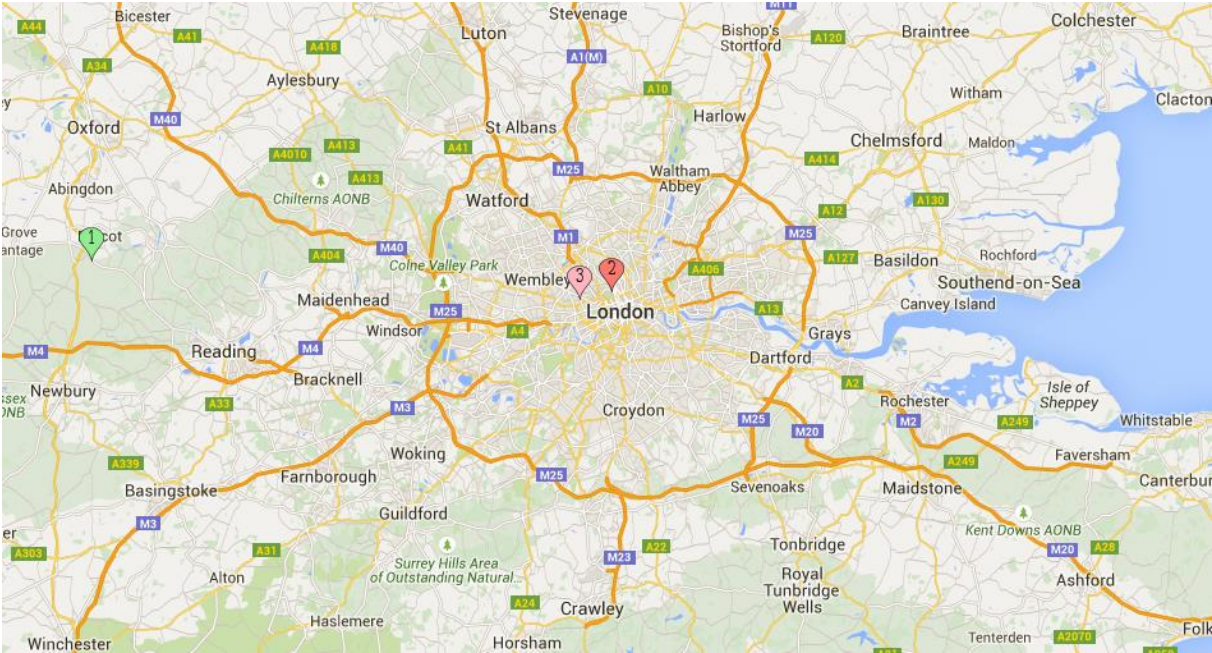 A44
Bicester
A41
A418
Luton
Stevenage
M11
Bishop's
Stortford
A120
Braintree
Colchester
A34
Aylesbury
A1(M)
A10
Witham
Clacton
Oxford
M40
St Albans
Harlow
Chelmsford
Maldon
A4010
A413
A41
M25
Waltham
Abbey
A414
Abingdon
A413
Chilterns AONB
Watford
A12
A130
Grove
1
cot
A404
M40
M1
M25
A127
Rochford
Basildon
Colne Valley Park
Wembley
3
2
A406
Southend-on-Sea
Maidenhead
M25
London
A13
Canvey Island
Windsor
A4
Grays
M4
Reading
M4
Dartford
Newbury
Bracknell
A2
Isle of
Sheppey
A33
M3
Croydon
Rochester
AONB
M25
M20
M2
A249
Whitstable
Woking
A339
Farnborough
M25
A249
Faversham
Basingstoke
Sevenoaks
Maidstone
Canterbur
M3
Guildford
Kent Downs AONB
A303
A31
Surrey Hills Area
of Outstanding Natural...
M23
A22
Tonbridge
M20
A28
Alton
Royal
Tunbridge
Wells
Ashford
A24
Crawley
Haslemere
Winchester
Horsham
Tenterden
A2070
Folk